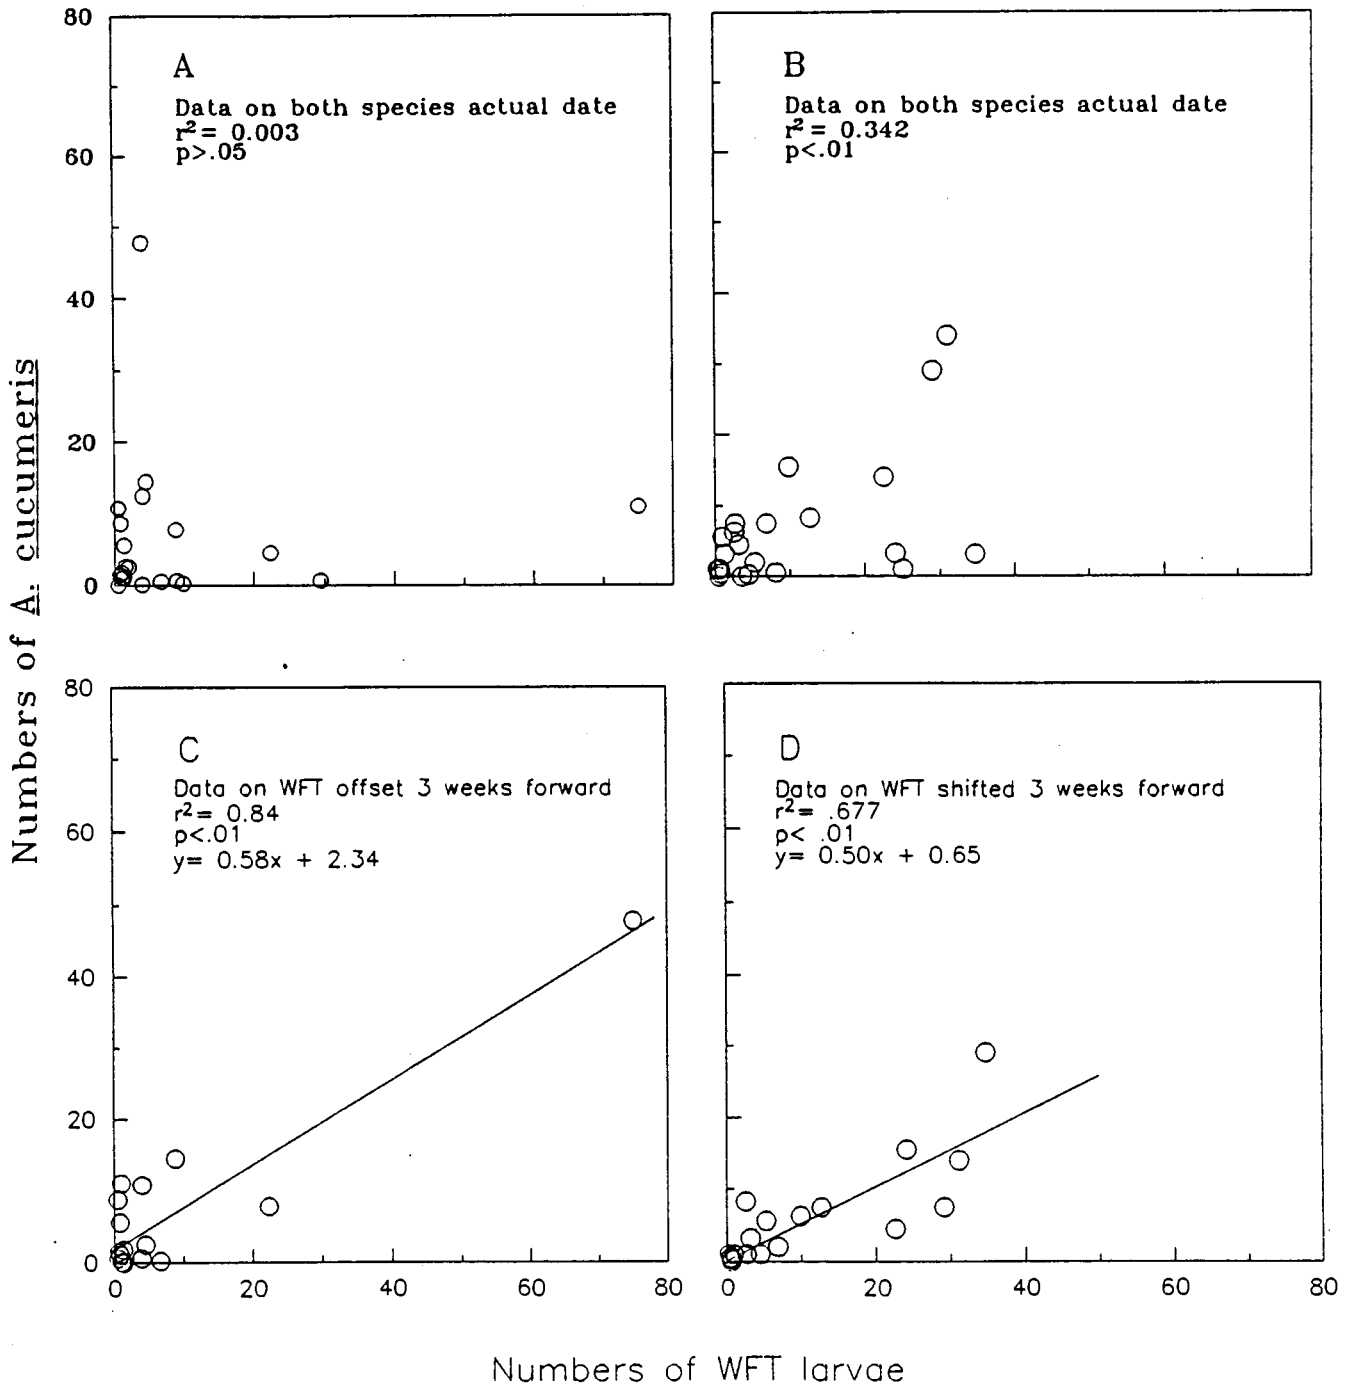 Numbers of A. cucumeris
80
60
40
20
0
A
Data on both species actual date
r²= 0.003
p>.05
B
Data on both species actual date
r²= 0.342
p<.01
80
60
40
20
0
C
Data on WFT offset 3 weeks forward
r²= 0.84
p<.01
y= 0.58x + 2.34
0 20 40 60 80
D
Data on WFT shifted 3 weeks forward
r²= .677
p< .01
y= 0.50x + 0.65
0 20 40 60 80
Numbers of WFT larvae